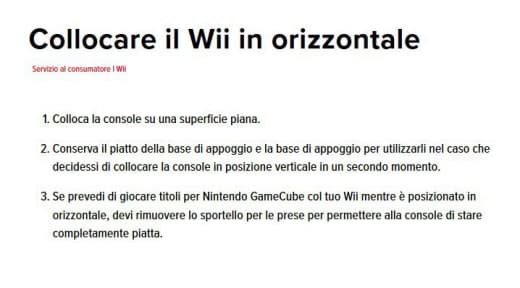 Collocare il Wii in orizzontale
Servizio al consumatore | Wii
1. Colloca la console su una superficie piana.
2. Conserva il piatto della base di appoggio e la base di appoggio per utilizzarli nel caso che
decidessi di collocare la console in posizione verticale in un secondo momento.
3. Se prevedi di giocare titoli per Nintendo GameCube col tuo Wii mentre è posizionato in
orizzontale, devi rimuovere lo sportello per le prese per permettere alla console di stare
completamente piatta.